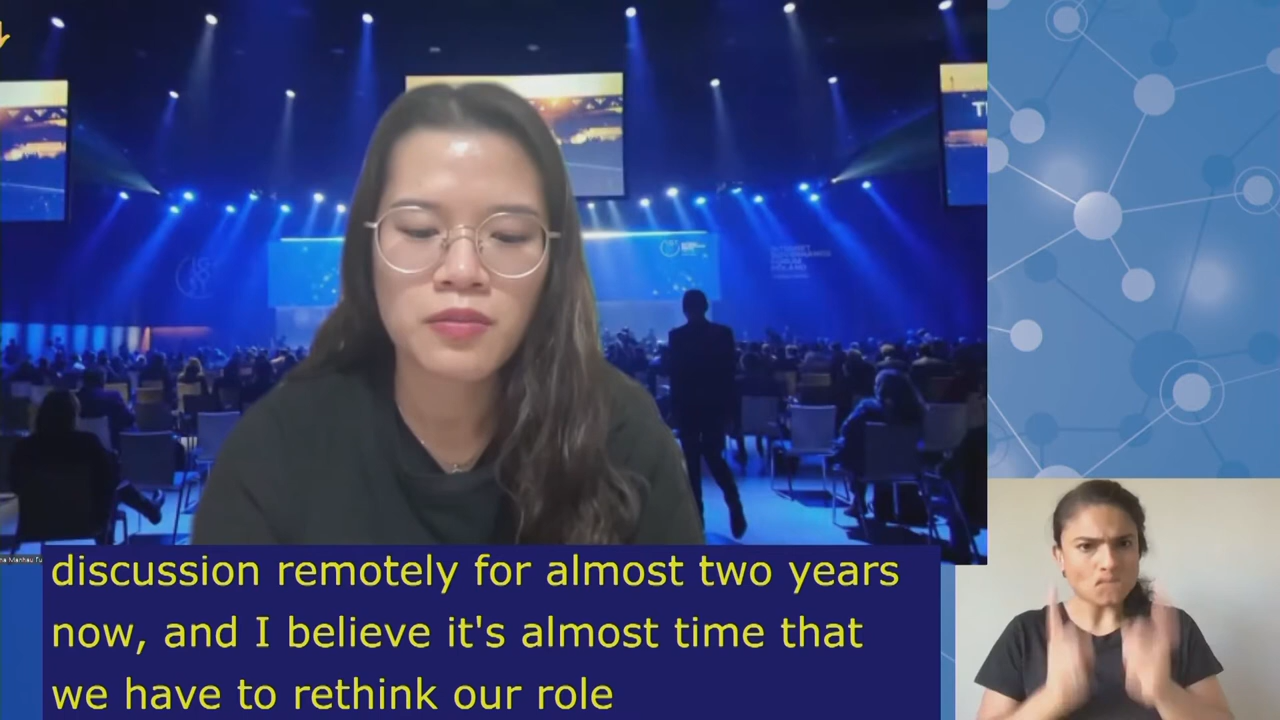 T
discussion remotely for almost two years
now, and I believe it's almost time that
we have to rethink our role